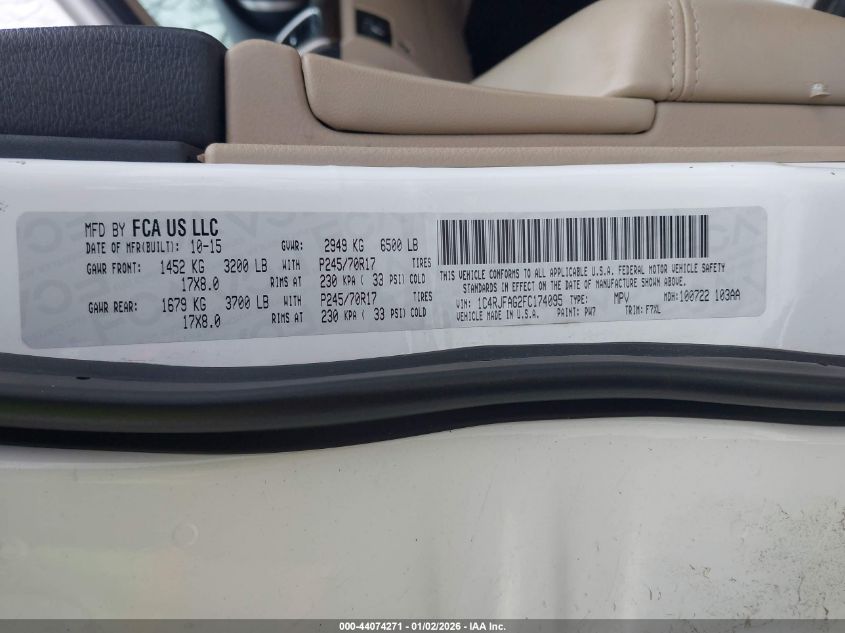 MFD BY FCA US LLC
DATE OF MFR(BUILT): 10-15 GVWR: 2949 KG 6500 LB
GAWR FRONT: 1452 KG 3200 LB WITH P245/70R17 TIRES
17X8.0 RIMS AT 230 KPA ( 33 PSI) COLD
GAWR REAR: 1679 KG 3700 LB WITH P245/70R17 TIRES
17X8.0 RIMS AT 230 KPA ( 33 PSI) COLD
THIS VEHICLE CONFORMS TO ALL APPLICABLE U.S.A. FEDERAL MOTOR VEHICLE SAFETY
STANDARDS IN EFFECT ON THE DATE OF MANUFACTURE SHOWN ABOVE.
VIN: 1C4RJFAG2FC174095 TYPE: MPV MDH:100722 103AA
VEHICLE MADE IN U.S.A. PAINT: PW7 TRIM: F7XL
000-44074271 - 01/02/2026 - IAA Inc.